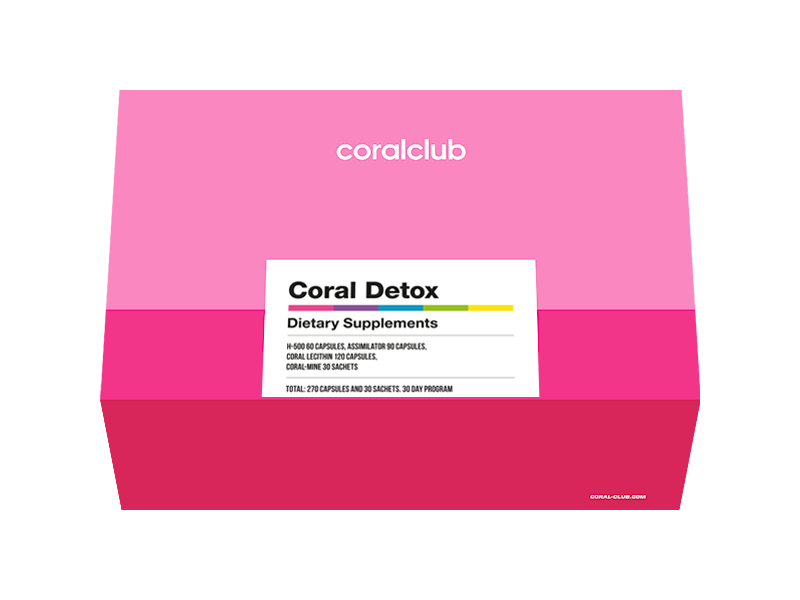 coralclub
Coral Detox
Dietary Supplements
H-500 60 CAPSULES, ASSIMILATOR 90 CAPSULES,
CORAL LECITHIN 120 CAPSULES,
CORAL-MINE 30 SACHETS
TOTAL: 270 CAPSULES AND 30 SACHETS. 30 DAY PROGRAM
CORAL-CLUB.COM